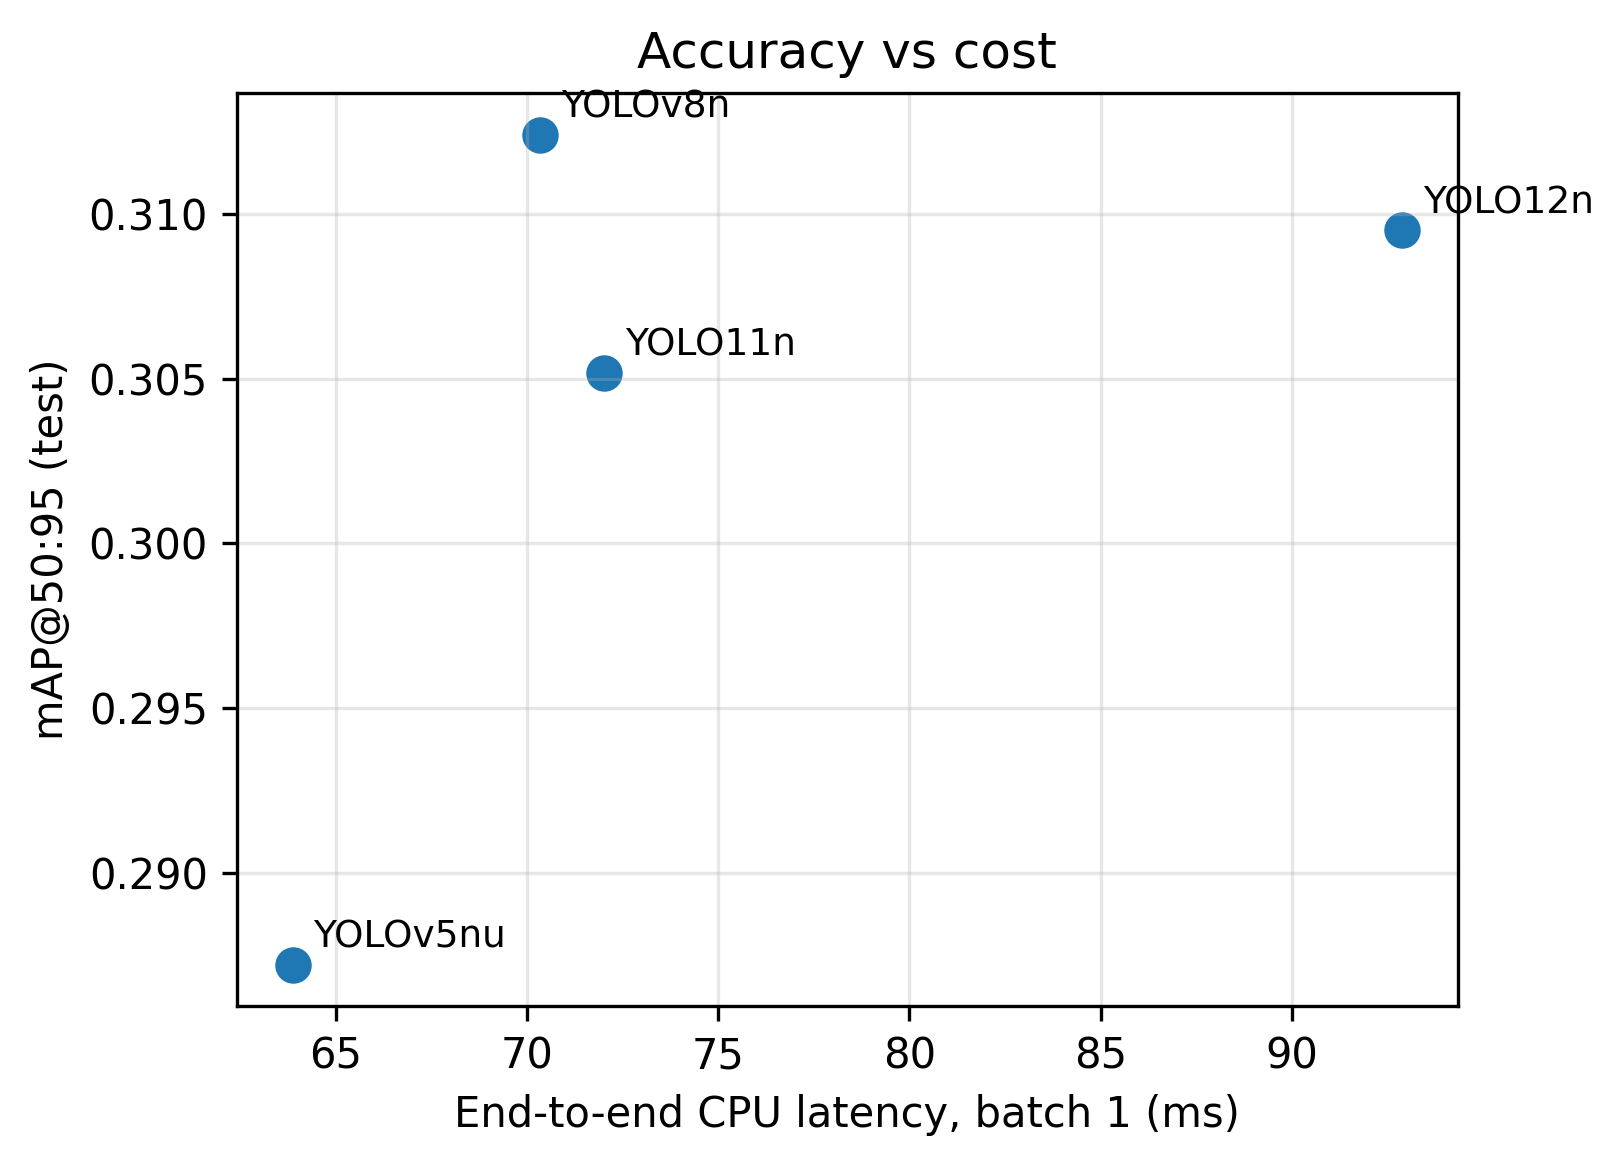 Accuracy vs cost
YOLOv8n
YOLO12n
YOLO11n
YOLOv5nu
mAP@50:95 (test)
0.310
0.305
0.300
0.295
0.290
65 70 75 80 85 90
End-to-end CPU latency, batch 1 (ms)